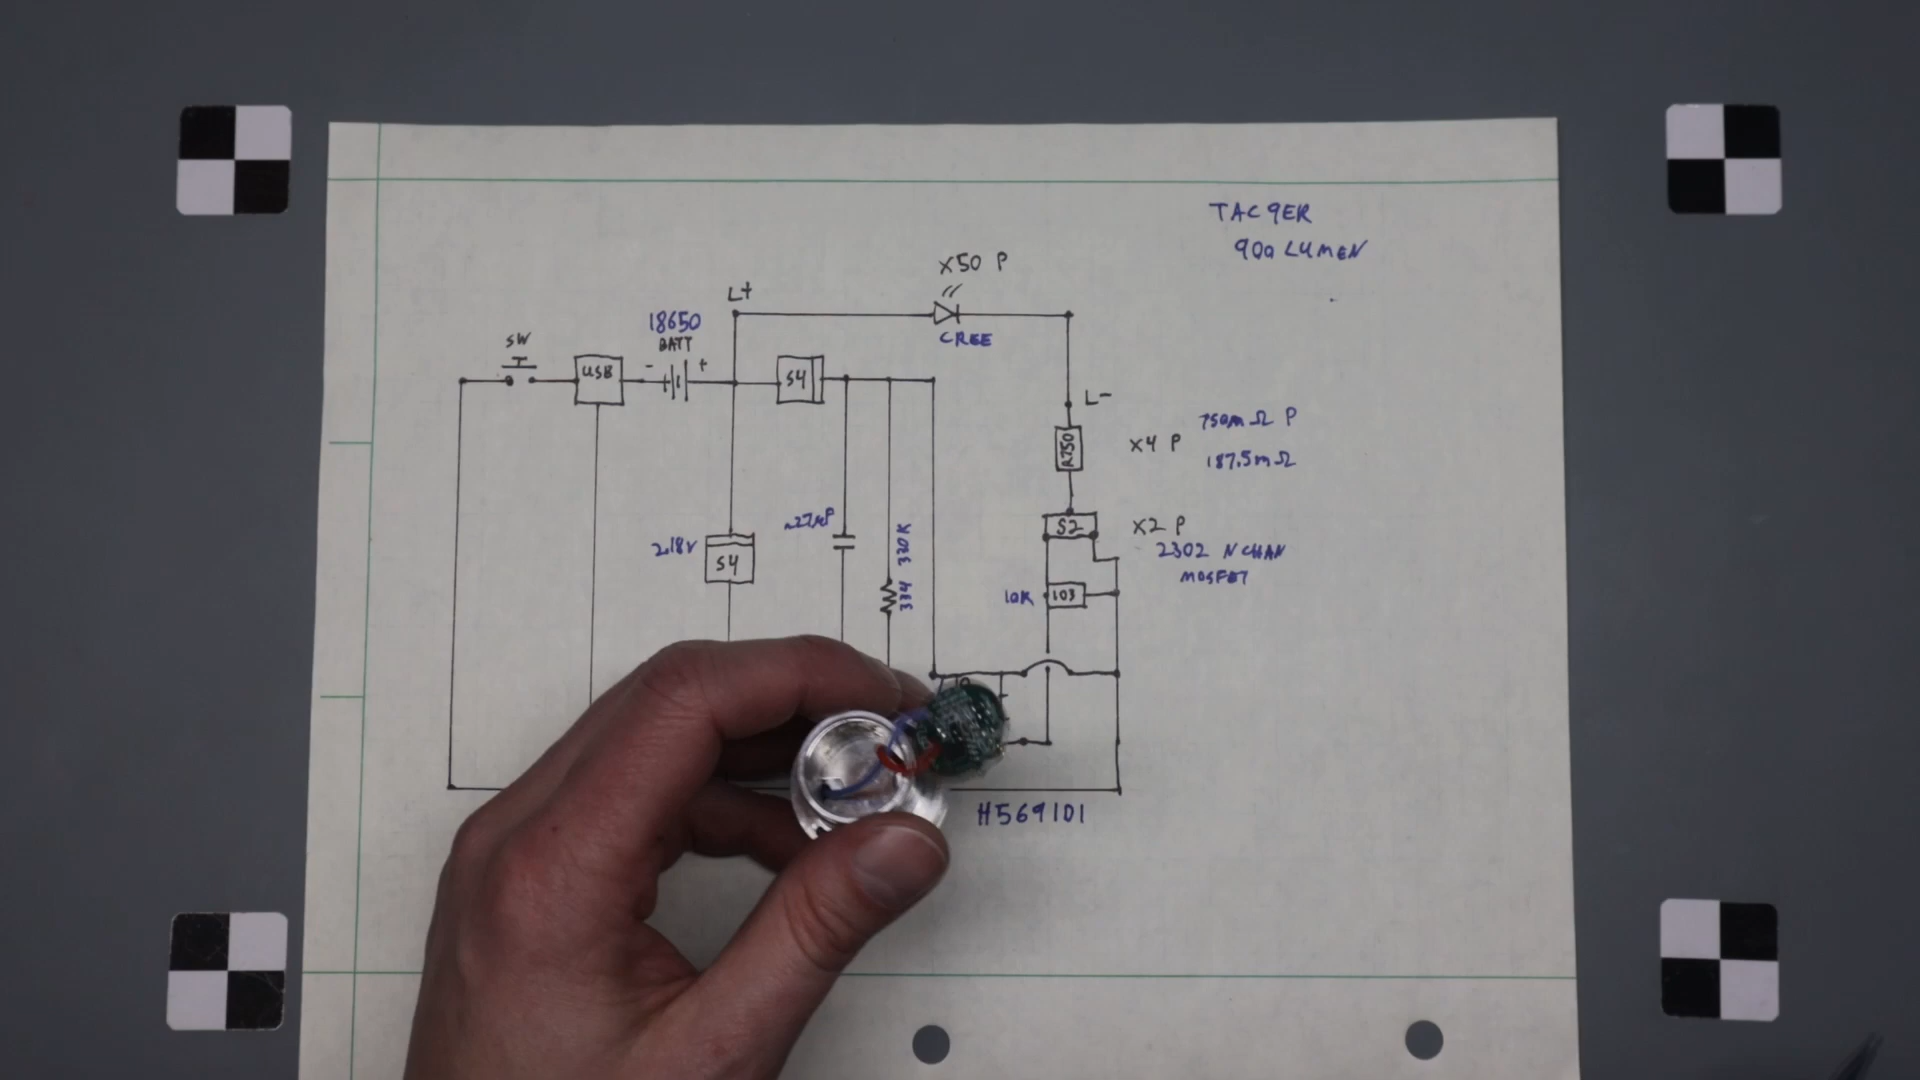 TAC9ER
900 LUMEN
X50 P
L+
CREE
18650
BATT
- +
SW
USB
S4
L-
R750
X4 P
750mΩ P
187.5mΩ
S2
X2 P
2302 N CHAN
MOSFET
2.18V
S4
334 330K
10K
103
H569101